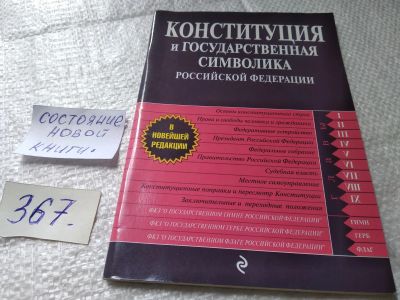 КОНСТИТУЦИЯ
и ГОСУДАРСТВЕННАЯ
СИМВОЛИКА
РОССИЙСКОЙ ФЕДЕРАЦИИ
В
НОВЕЙШЕЙ
РЕДАКЦИИ
Основы конституционного строя I
Права и свободы человека и гражданина II
Федеративное устройство III
Президент Российской Федерации IV
Федеральное собрание V
Правительство Российской Федерации VI
Судебная власть VII
Местное самоуправление VIII
Конституционные поправки и пересмотр Конституции IX
Заключительные и переходные положения
главы
ФКЗ "О ГОСУДАРСТВЕННОМ ГИМНЕ РОССИЙСКОЙ ФЕДЕРАЦИИ" ГИМН
ФКЗ "О ГОСУДАРСТВЕННОМ ГЕРБЕ РОССИЙСКОЙ ФЕДЕРАЦИИ" ГЕРБ
ФКЗ "О ГОСУДАРСТВЕННОМ ФЛАГЕ РОССИЙСКОЙ ФЕДЕРАЦИИ" ФЛАГ
СОСТОЯНИЕ
НОВОЙ
КНИГИ.
367.